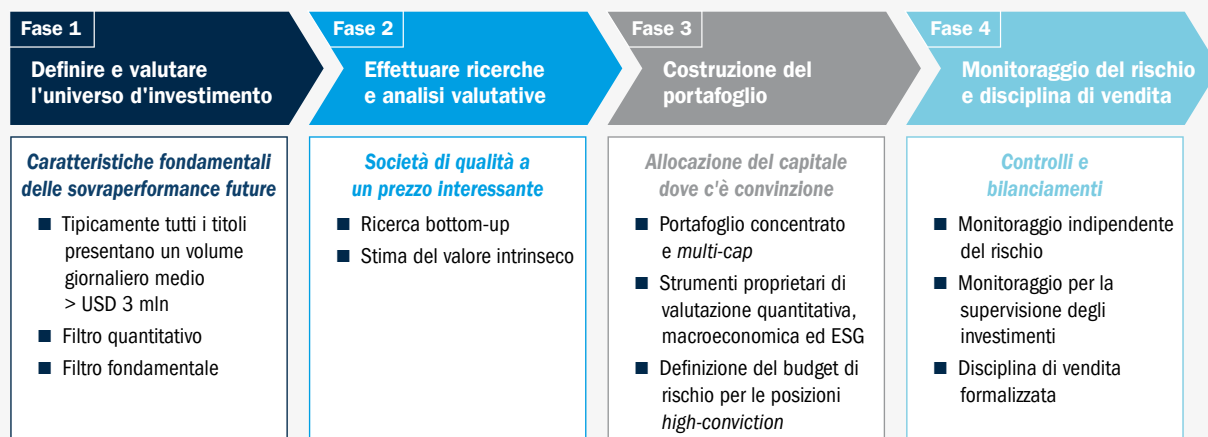 Fase 1
Definire e valutare
l'universo d'investimento
Caratteristiche fondamentali
delle sovraperformance future
■ Tipicamente tutti i titoli
presentano un volume
giornaliero medio
> USD 3 mln
■ Filtro quantitativo
■ Filtro fondamentale
Fase 2
Effettuare ricerche
e analisi valutative
Società di qualità a
un prezzo interessante
■ Ricerca bottom-up
■ Stima del valore intrinseco
Fase 3
Costruzione del
portafoglio
Allocazione del capitale
dove c'è convinzione
■ Portafoglio concentrato
e multi-cap
■ Strumenti proprietari di
valutazione quantitativa,
macroeconomica ed ESG
■ Definizione del budget di
rischio per le posizioni
high-conviction
Fase 4
Monitoraggio del rischio
e disciplina di vendita
Controlli e
bilanciamenti
■ Monitoraggio indipendente
del rischio
■ Monitoraggio per la
supervisione degli
investimenti
■ Disciplina di vendita
formalizzata